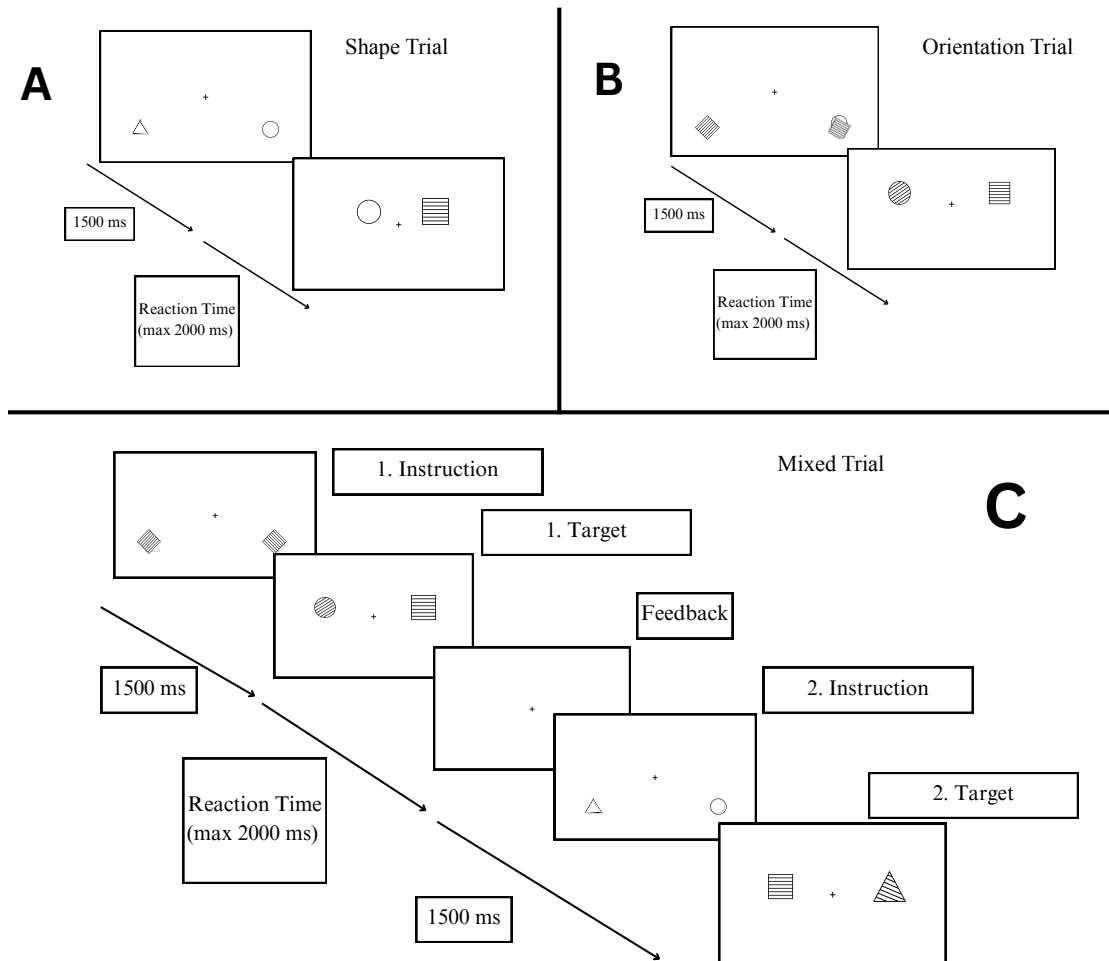 A
Shape Trial
1500 ms
Reaction Time
(max 2000 ms)
B
Orientation Trial
1500 ms
Reaction Time
(max 2000 ms)
Mixed Trial
C
1. Instruction
1. Target
Feedback
2. Instruction
2. Target
1500 ms
Reaction Time
(max 2000 ms)
1500 ms